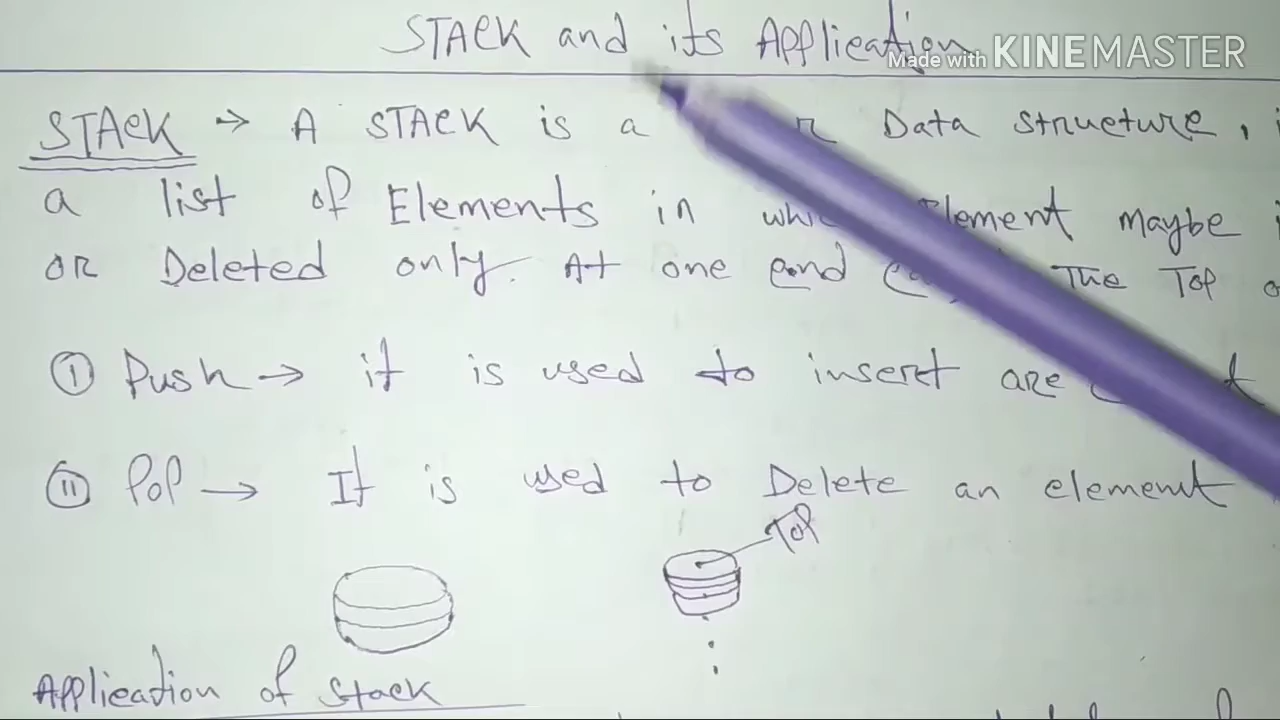 STACK and its Application
Made with KINEMASTER
STACK → A STACK is a Data structure,
a list of Elements in Element maybe
OR Deleted only. At one end The Top
I Push → it is used to insert are
II Pop → It is used to Delete an element
Top
Application of Stack